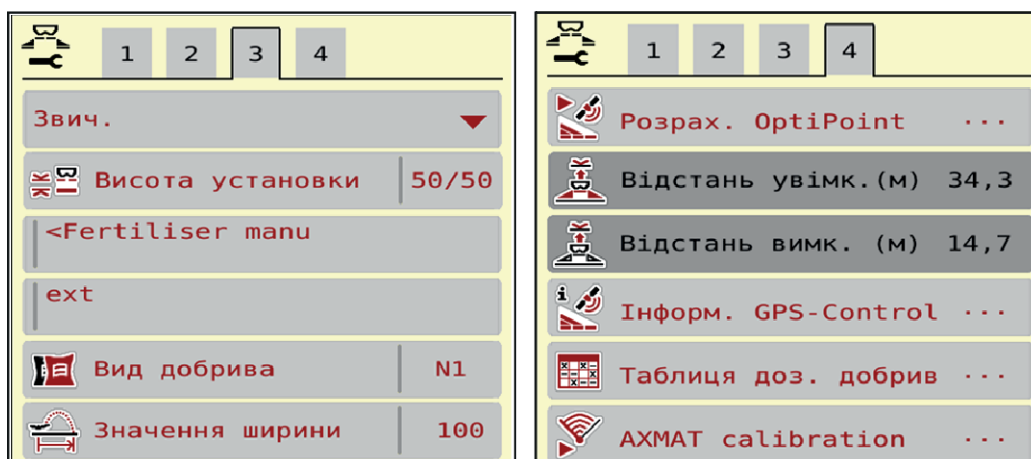 1 2 3 4
Звич.
Висота установки 50/50
<Fertiliser manu
ext
Вид добрива N1
Значення ширини 100
1 2 3 4
Розрах. OptiPoint ...
Відстань увімк.(м) 34,3
Відстань вимк. (м) 14,7
Інформ. GPS-Control ...
Таблиця доз. добрив ...
AXMAT calibration ...